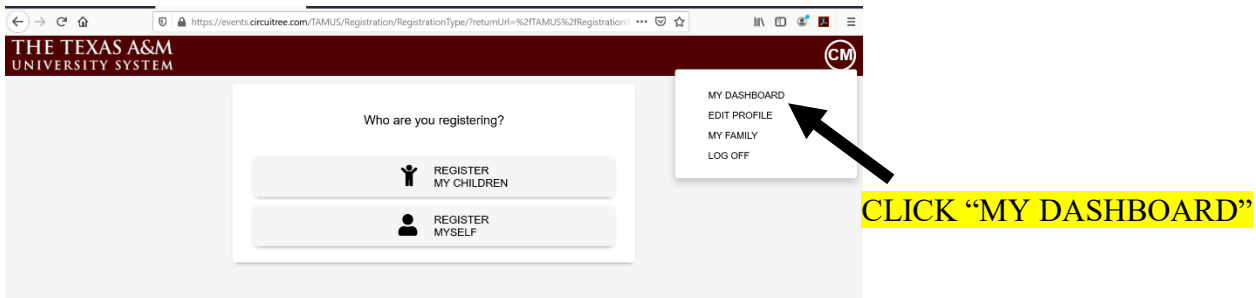 https://events.circuitree.com/TAMUS/Registration/RegistrationType/?returnUrl=%2fTAMUS%2fRegistration
THE TEXAS A&M
UNIVERSITY SYSTEM
CM
MY DASHBOARD
EDIT PROFILE
MY FAMILY
LOG OFF
Who are you registering?
REGISTER
MY CHILDREN
REGISTER
MYSELF
CLICK “MY DASHBOARD”